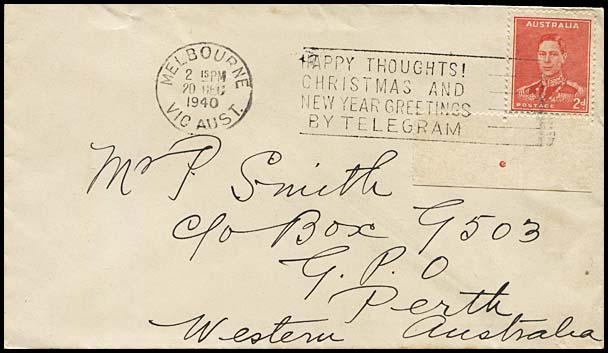 MELBOURNE
2 15PM
20 DEC
1940
VIC AUST.
HAPPY THOUGHTS!
CHRISTMAS AND
NEW YEAR GREETINGS
BY TELEGRAM
AUSTRALIA
POSTAGE 2d
Mr P. Smith
c/o Box G503
G. P. O
Perth
Western Australia